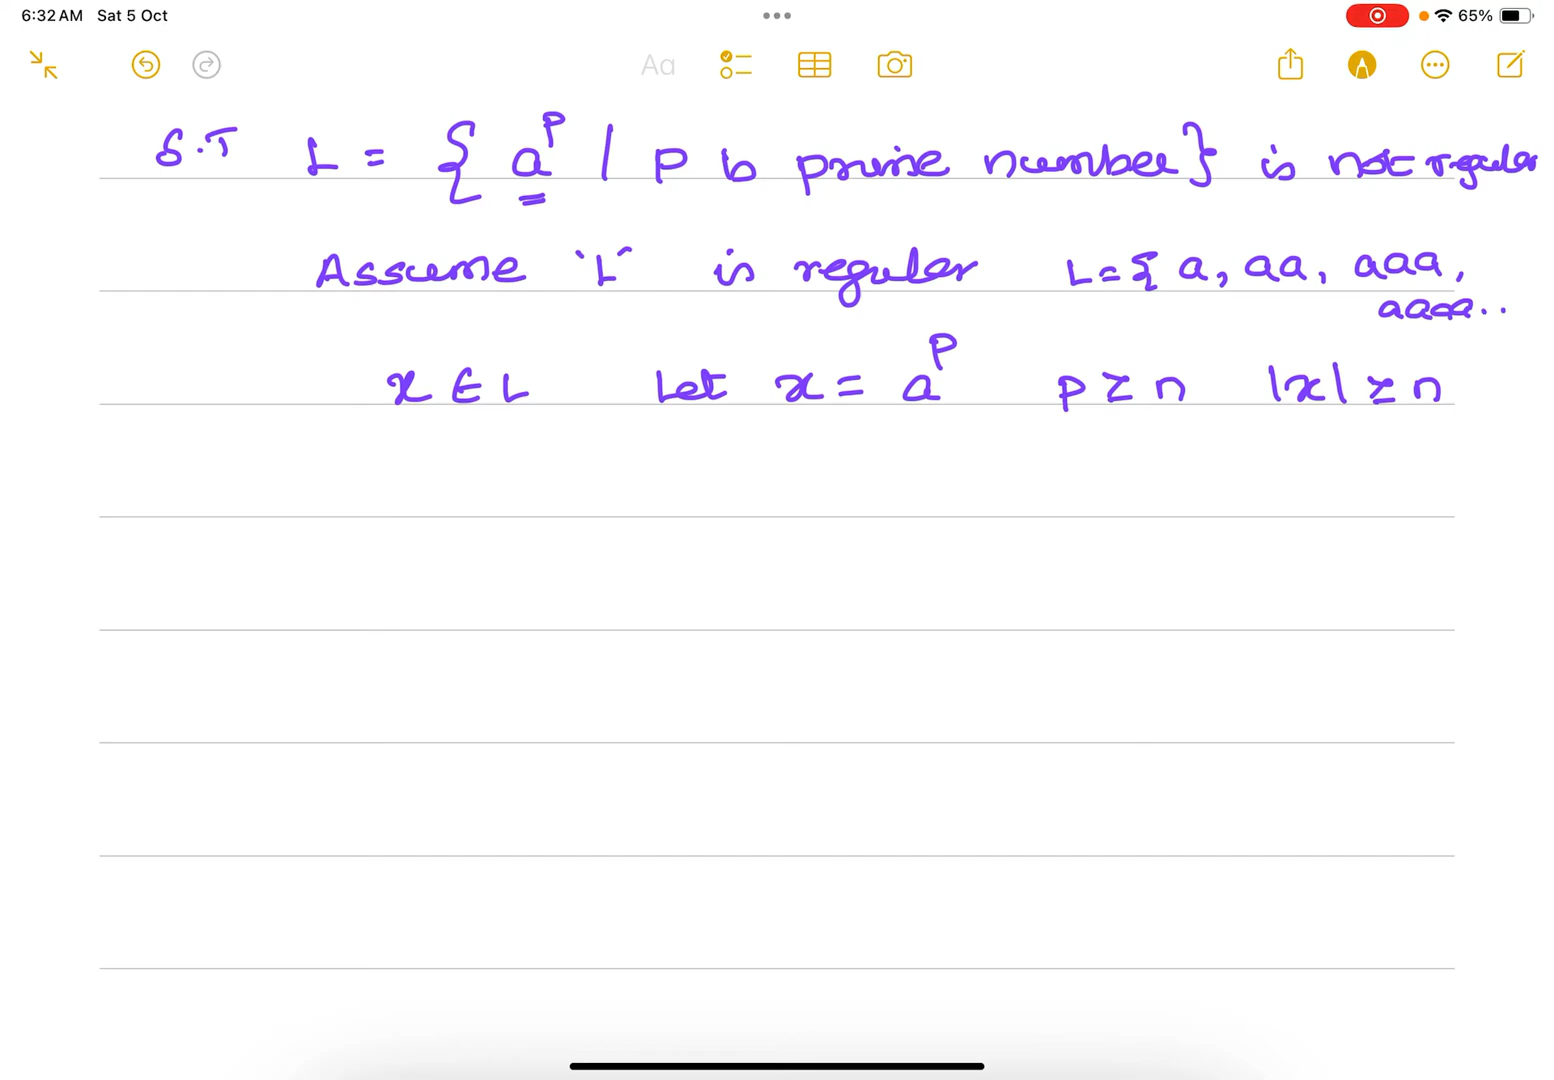 6:32 AM Sat 5 Oct 65%
Aa
S.T L = { a^p | p is prime number } is not regular
Assume 'L' is regular L = { a, aa, aaa,
aaaa..
x ∈ L Let x = a^p p ≥ n |x| ≥ n